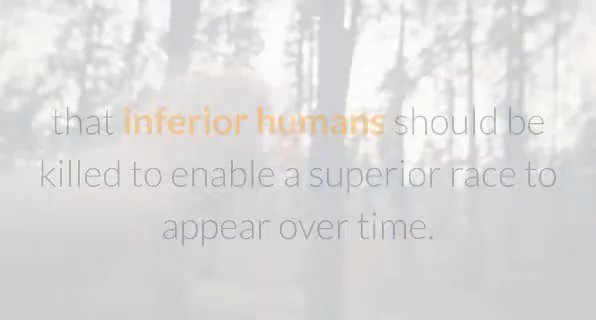 that inferior humans should be
killed to enable a superior race to
appear over time.